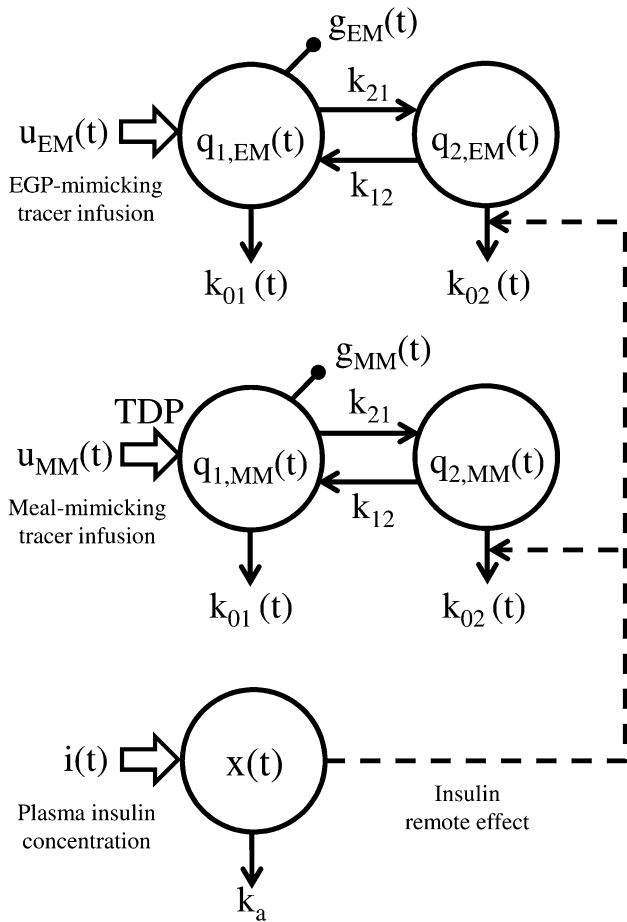 g_EM(t)
k_21
u_EM(t)
q_1,EM(t)
q_2,EM(t)
EGP-mimicking
tracer infusion
k_12
k_01 (t)
k_02 (t)
g_MM(t)
TDP
k_21
u_MM(t)
q_1,MM(t)
q_2,MM(t)
Meal-mimicking
tracer infusion
k_12
k_01 (t)
k_02 (t)
i(t)
x(t)
Plasma insulin
concentration
Insulin
remote effect
k_a